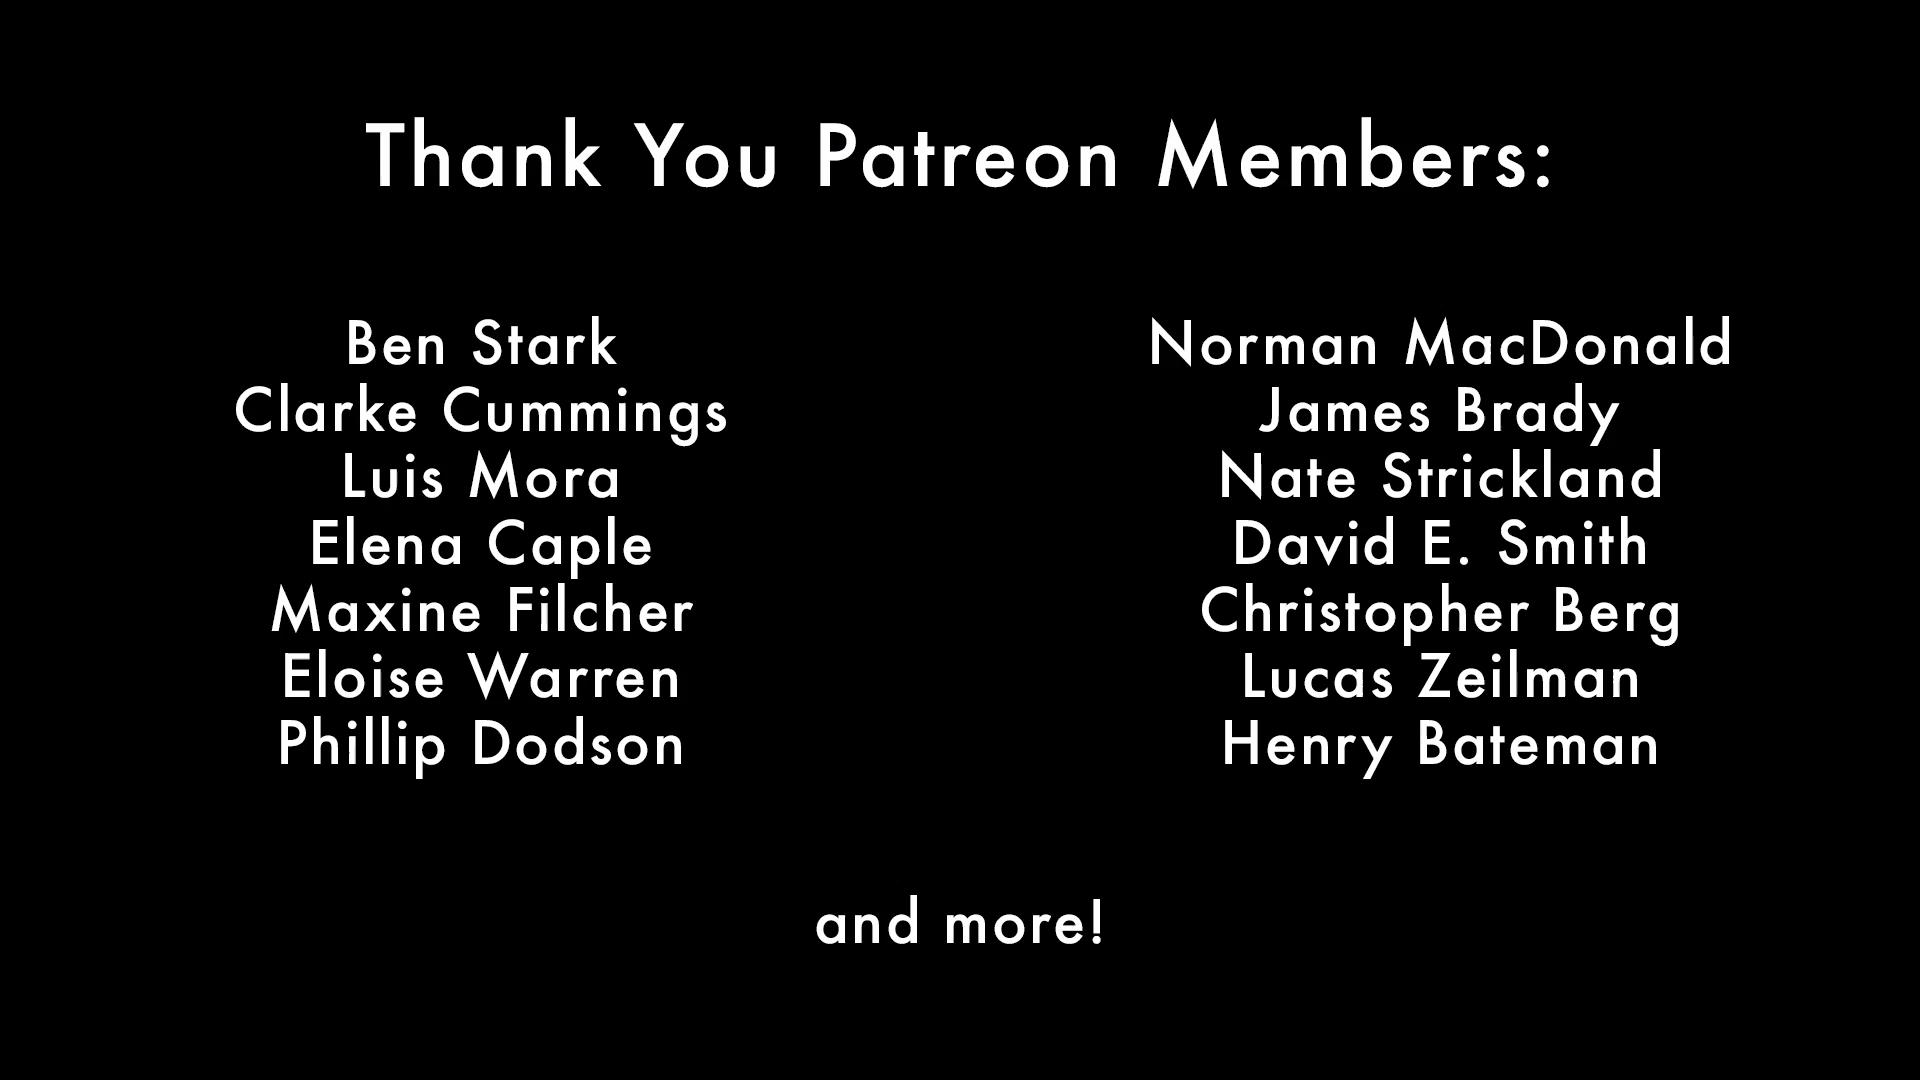 Thank You Patreon Members:
Ben Stark
Clarke Cummings
Luis Mora
Elena Caple
Maxine Filcher
Eloise Warren
Phillip Dodson
Norman MacDonald
James Brady
Nate Strickland
David E. Smith
Christopher Berg
Lucas Zeilman
Henry Bateman
and more!